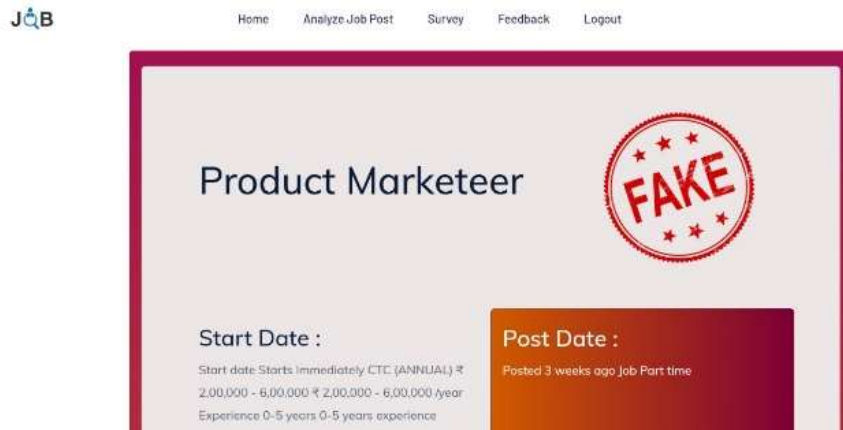 JOB
Home Analyze Job Post Survey Feedback Logout
Product Marketeer
FAKE
Start Date :
Start date Starts Immediately CTC (ANNUAL) ₹
2,00,000 - 6,00,000 ₹ 2,00,000 - 6,00,000 /year
Experience 0-5 years 0-5 years experience
Post Date :
Posted 3 weeks ago Job Part time